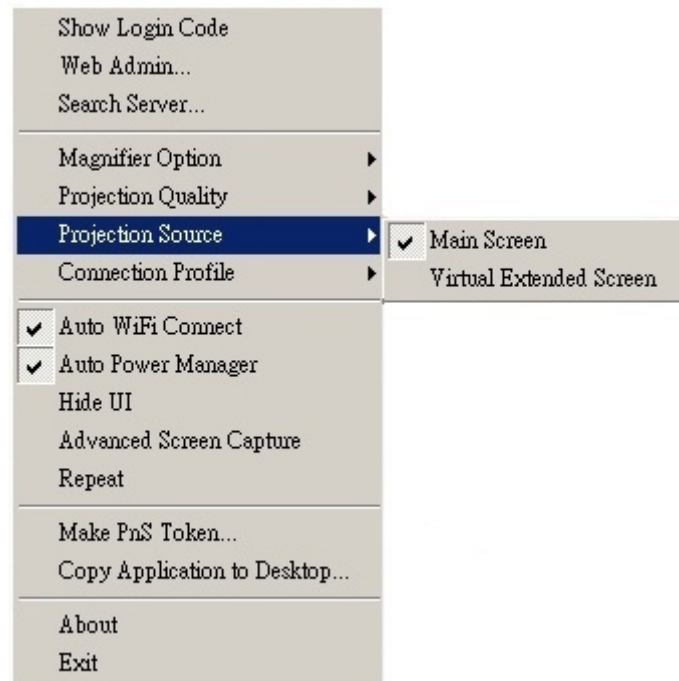 Show Login Code
Web Admin...
Search Server...
Magnifier Option
Projection Quality
Projection Source
Main Screen
Connection Profile
Virtual Extended Screen
Auto WiFi Connect
Auto Power Manager
Hide UI
Advanced Screen Capture
Repeat
Make PnS Token...
Copy Application to Desktop...
About
Exit